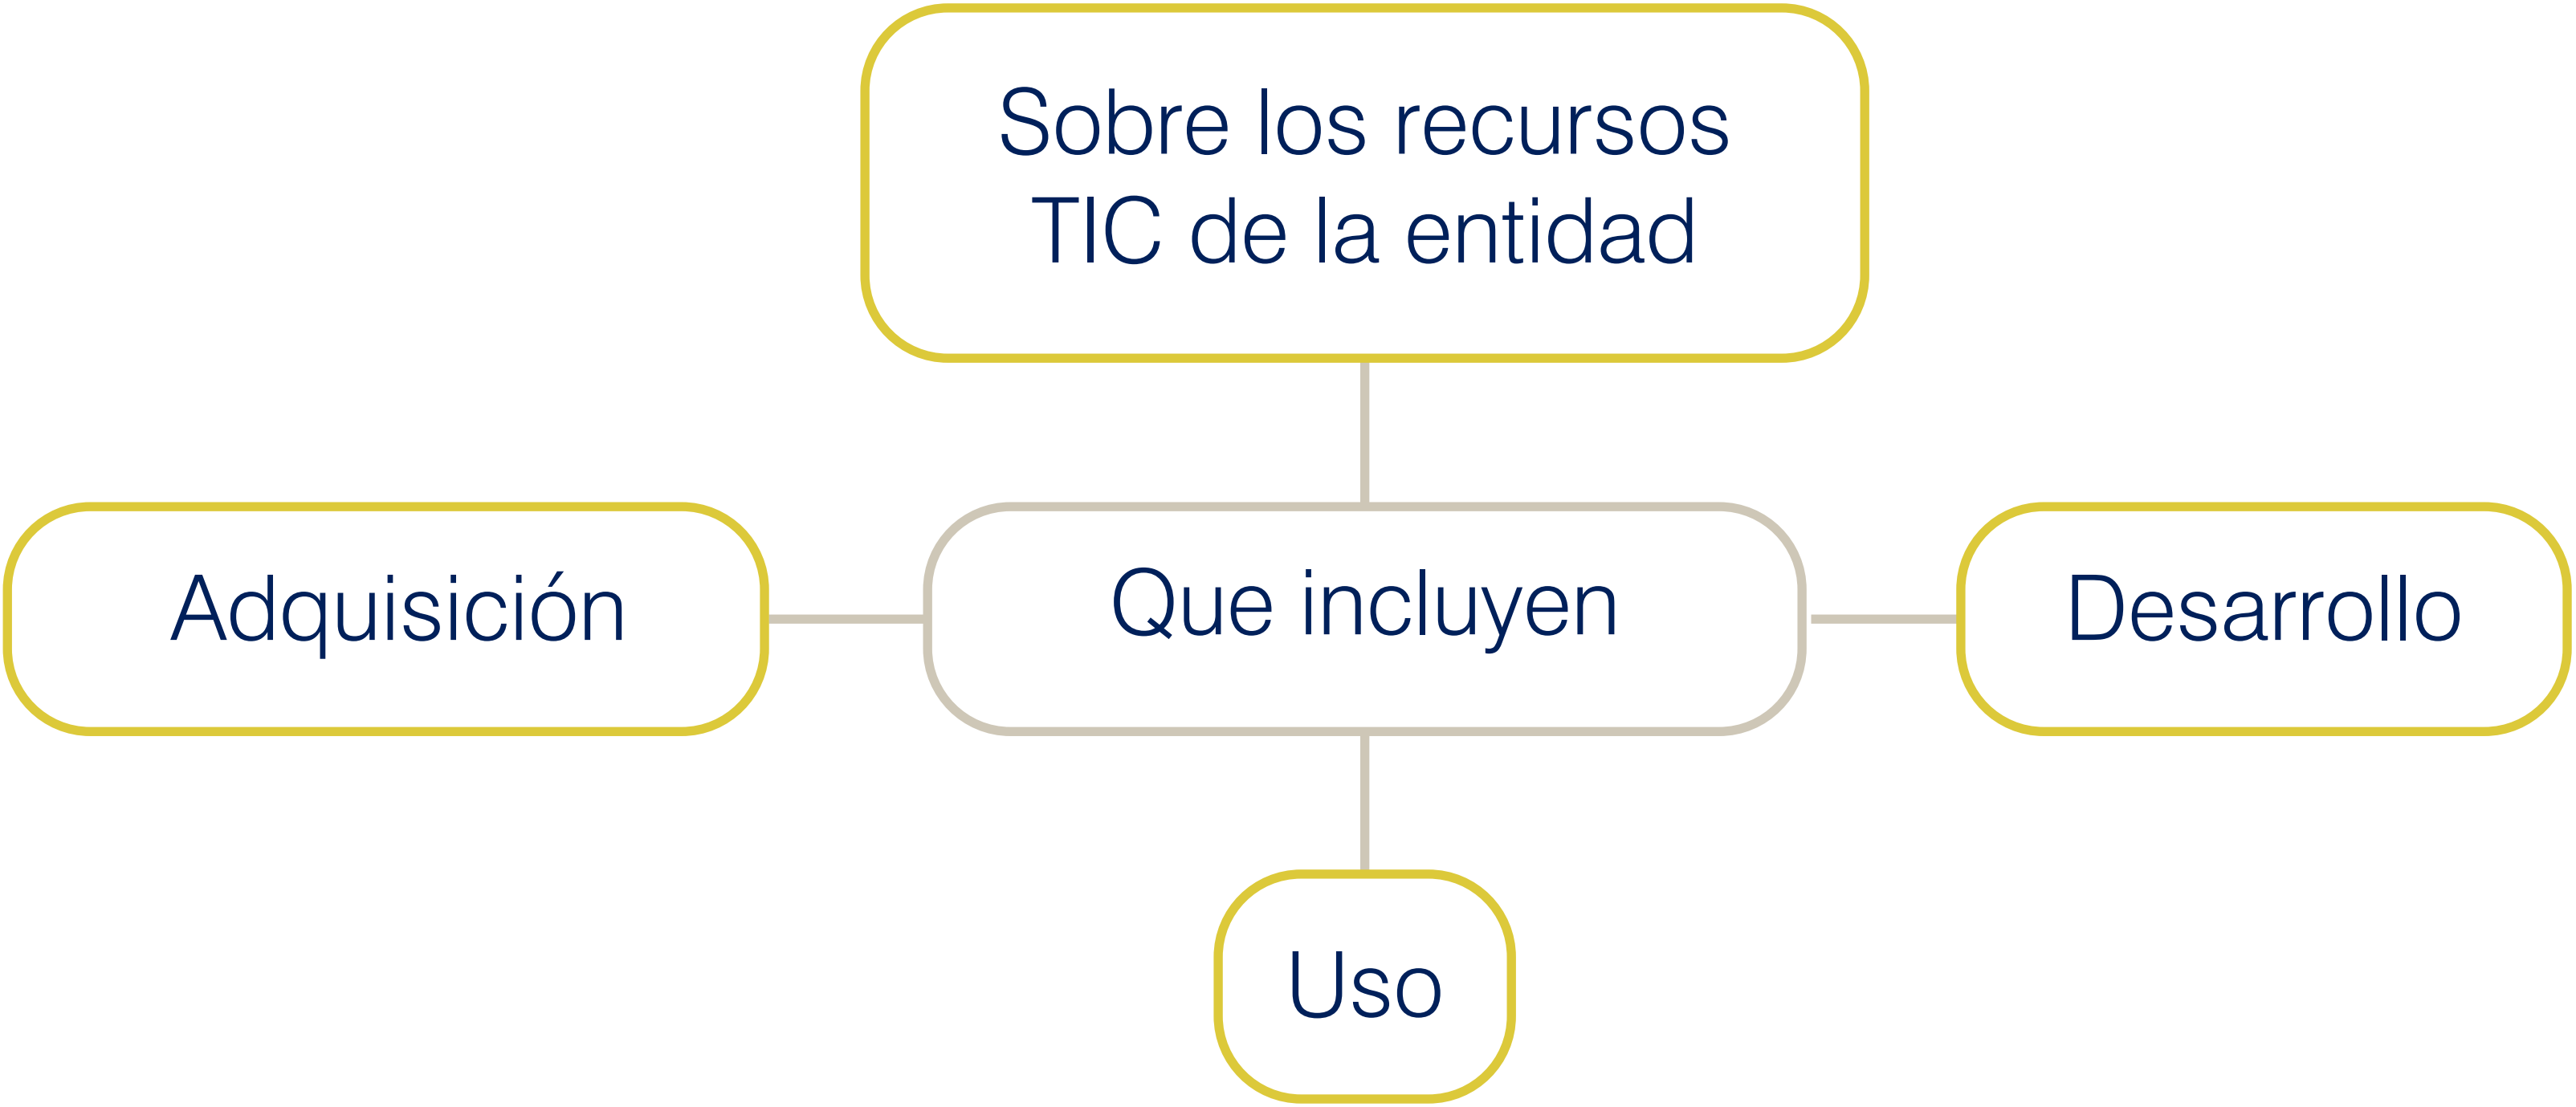 Sobre los recursos
TIC de la entidad
Adquisición
Que incluyen
Desarrollo
Uso